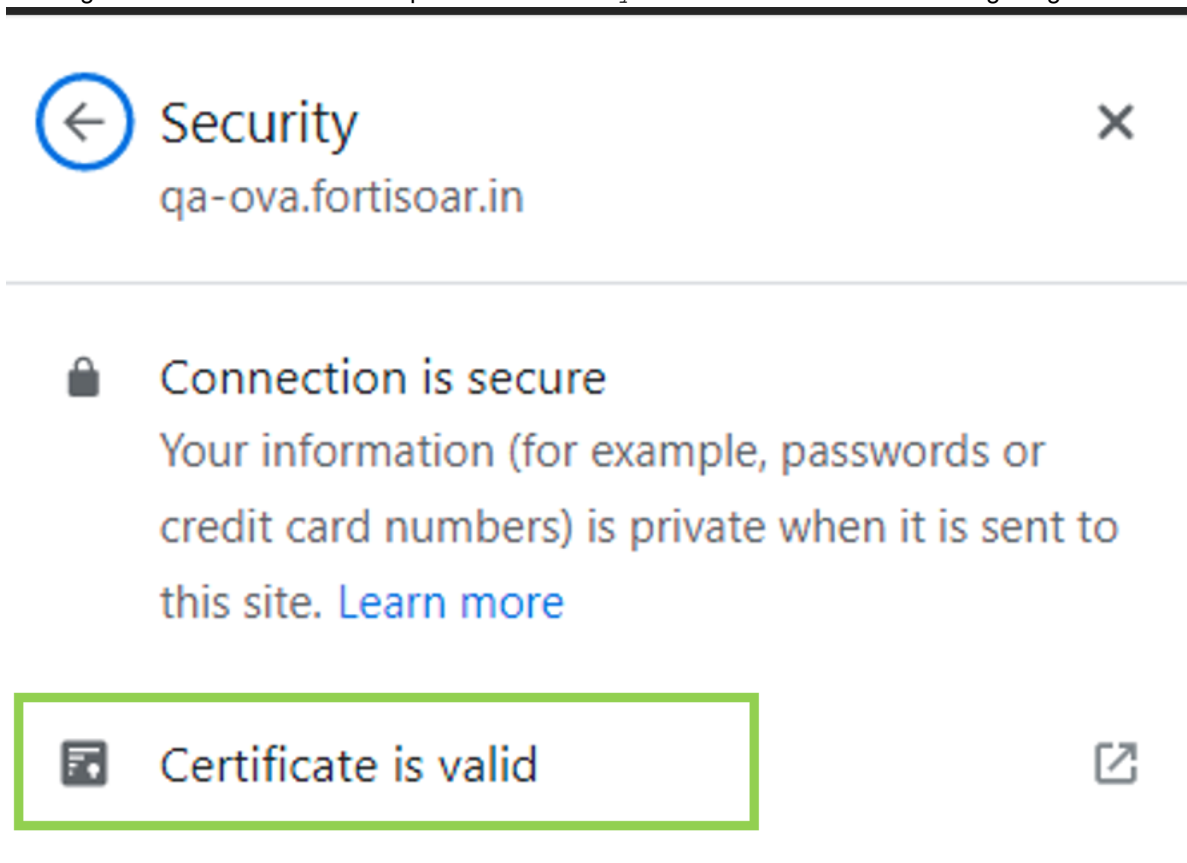 Security
qa-ova.fortisoar.in
Connection is secure
Your information (for example, passwords or
credit card numbers) is private when it is sent to
this site. Learn more
Certificate is valid